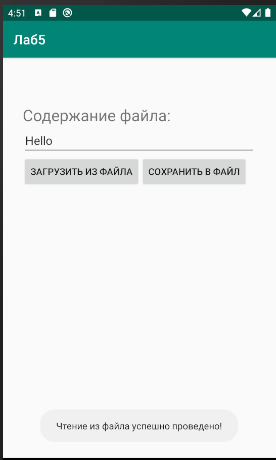 4:51
Лаб5
Содержание файла:
Hello
ЗАГРУЗИТЬ ИЗ ФАЙЛА СОХРАНИТЬ В ФАЙЛ
Чтение из файла успешно проведено!